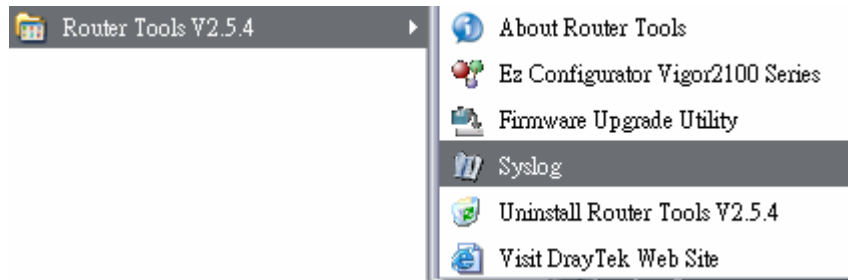 Router Tools V2.5.4
About Router Tools
Ez Configurator Vigor2100 Series
Firmware Upgrade Utility
Syslog
Uninstall Router Tools V2.5.4
Visit DrayTek Web Site